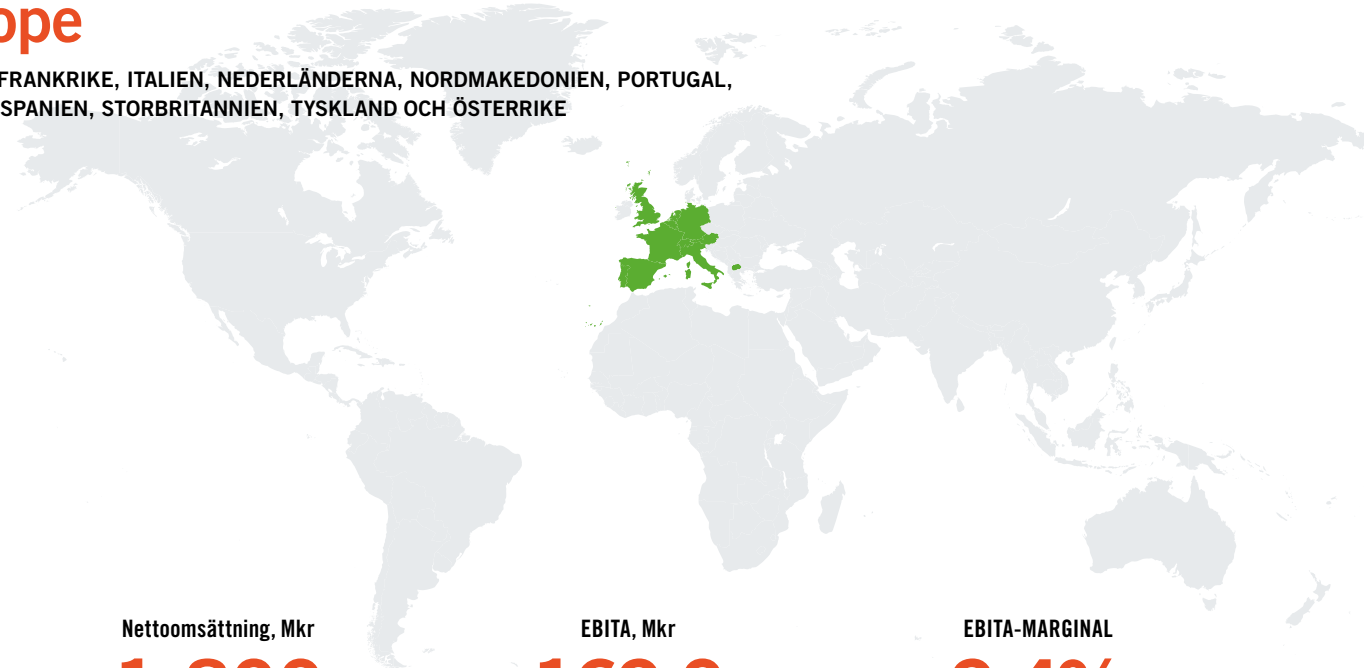 ope
FRANKRIKE, ITALIEN, NEDERLÄNDERNA, NORDMAKEDONIEN, PORTUGAL,
SPANIEN, STORBRITANNIEN, TYSKLAND OCH ÖSTERRIKE
Nettoomsättning, Mkr EBITA, Mkr EBITA-MARGINAL